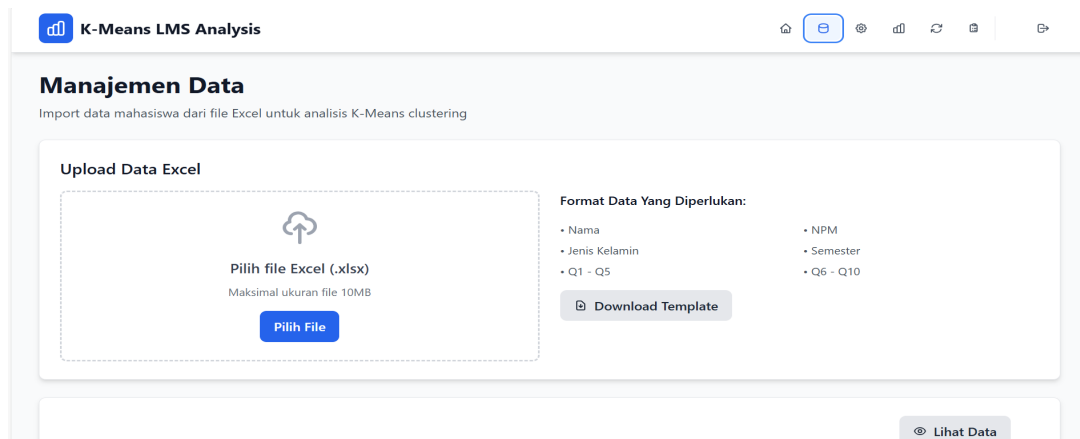 K-Means LMS Analysis
Manajemen Data
Import data mahasiswa dari file Excel untuk analisis K-Means clustering
Upload Data Excel
Pilih file Excel (.xlsx)
Maksimal ukuran file 10MB
Pilih File
Format Data Yang Diperlukan:
• Nama
• NPM
• Jenis Kelamin
• Semester
• Q1 - Q5
• Q6 - Q10
Download Template
Lihat Data